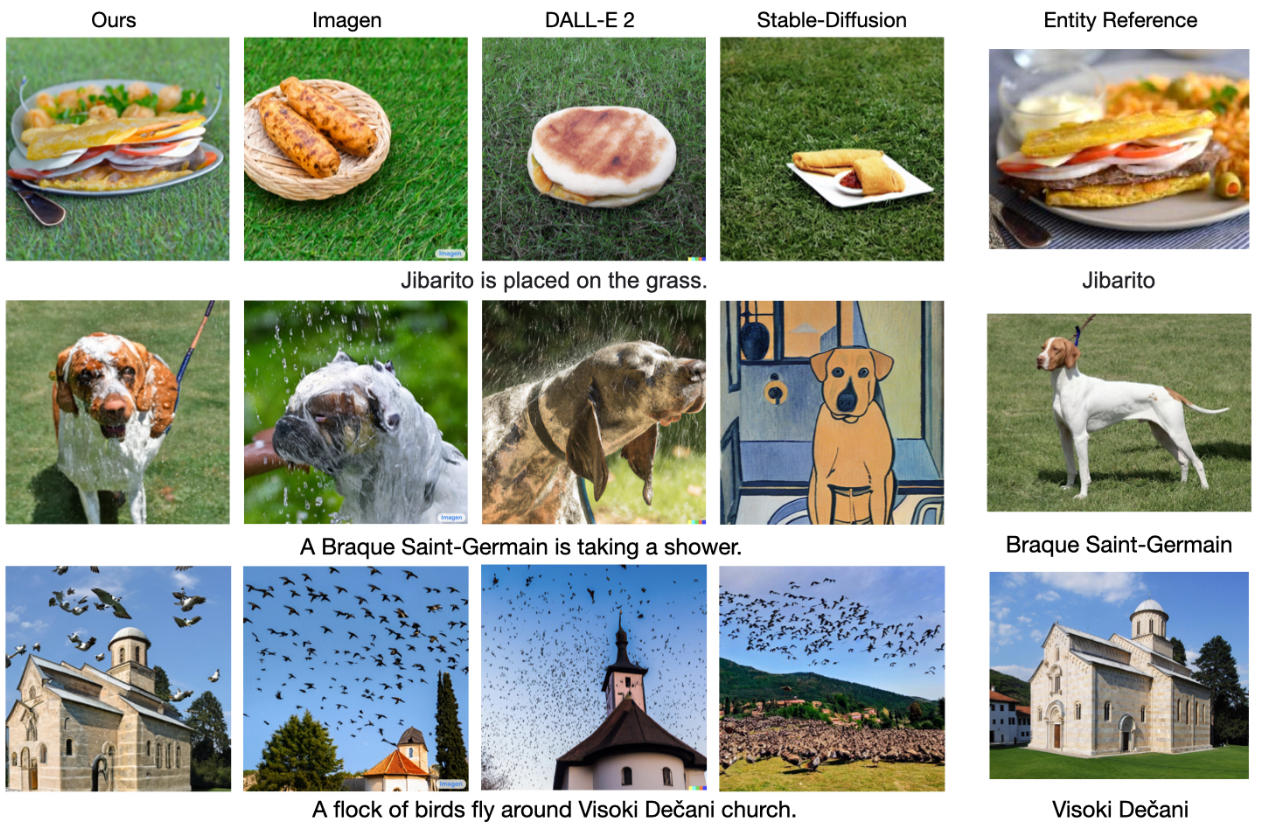 Ours Imagen DALL-E 2 Stable-Diffusion Entity Reference
Imagen
Jibarito is placed on the grass. Jibarito
Imagen
A Braque Saint-Germain is taking a shower. Braque Saint-Germain
Imagen
A flock of birds fly around Visoki Dečani church. Visoki Dečani